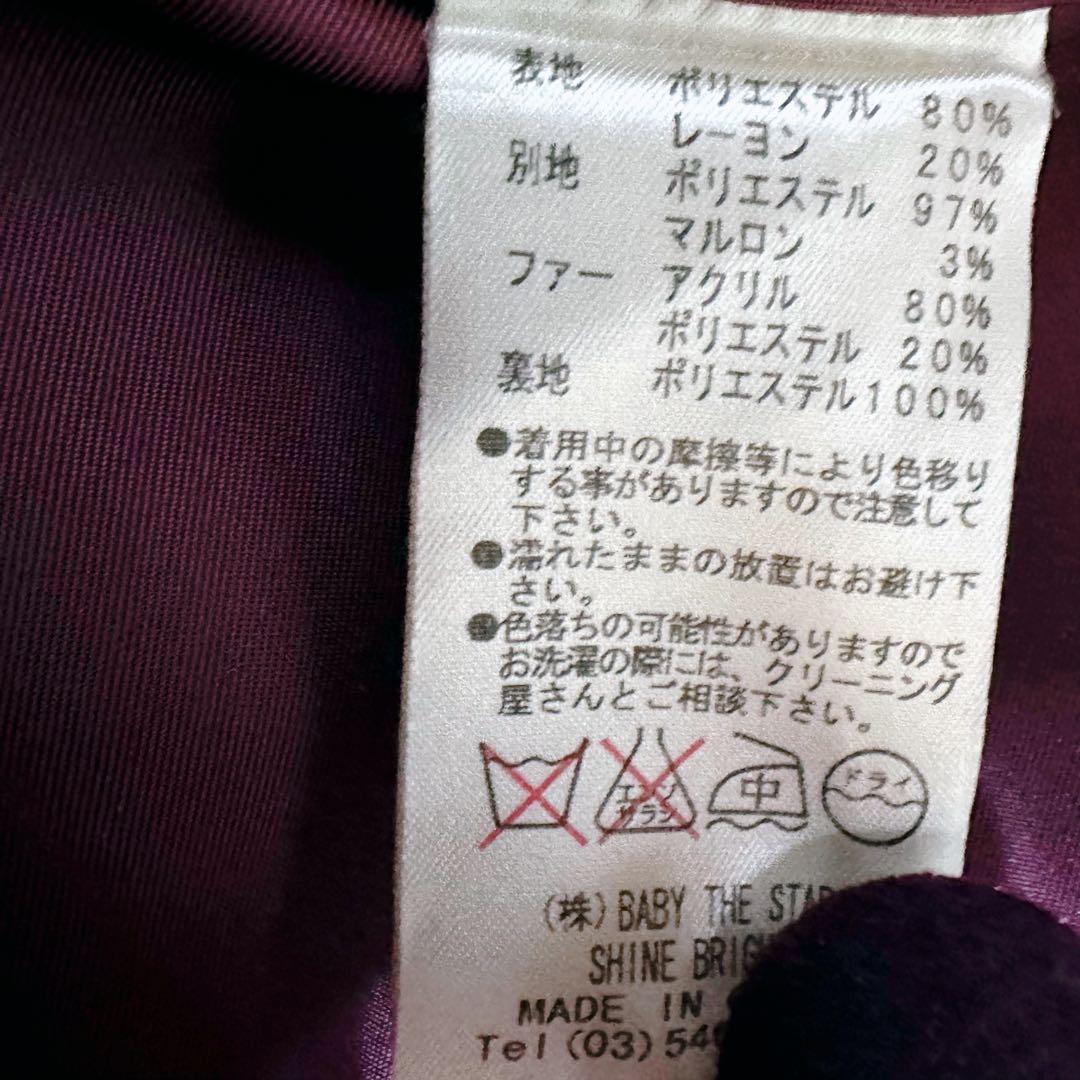 表地 ポリエステル 80%
レーヨン 20%
別地 ポリエステル 97%
マルロン 3%
ファー アクリル 80%
ポリエステル 20%
裏地 ポリエステル100%
●着用中の摩擦等により色移り
する事がありますので注意して
下さい。
●濡れたままの放置はお避け下
さい。
●色落ちの可能性がありますので
お洗濯の際には、クリーニング
屋さんとご相談下さい。
エンソ
サラシ
中
ドライ
(株)BABY THE
SHINE
MADE IN
Tel (03)